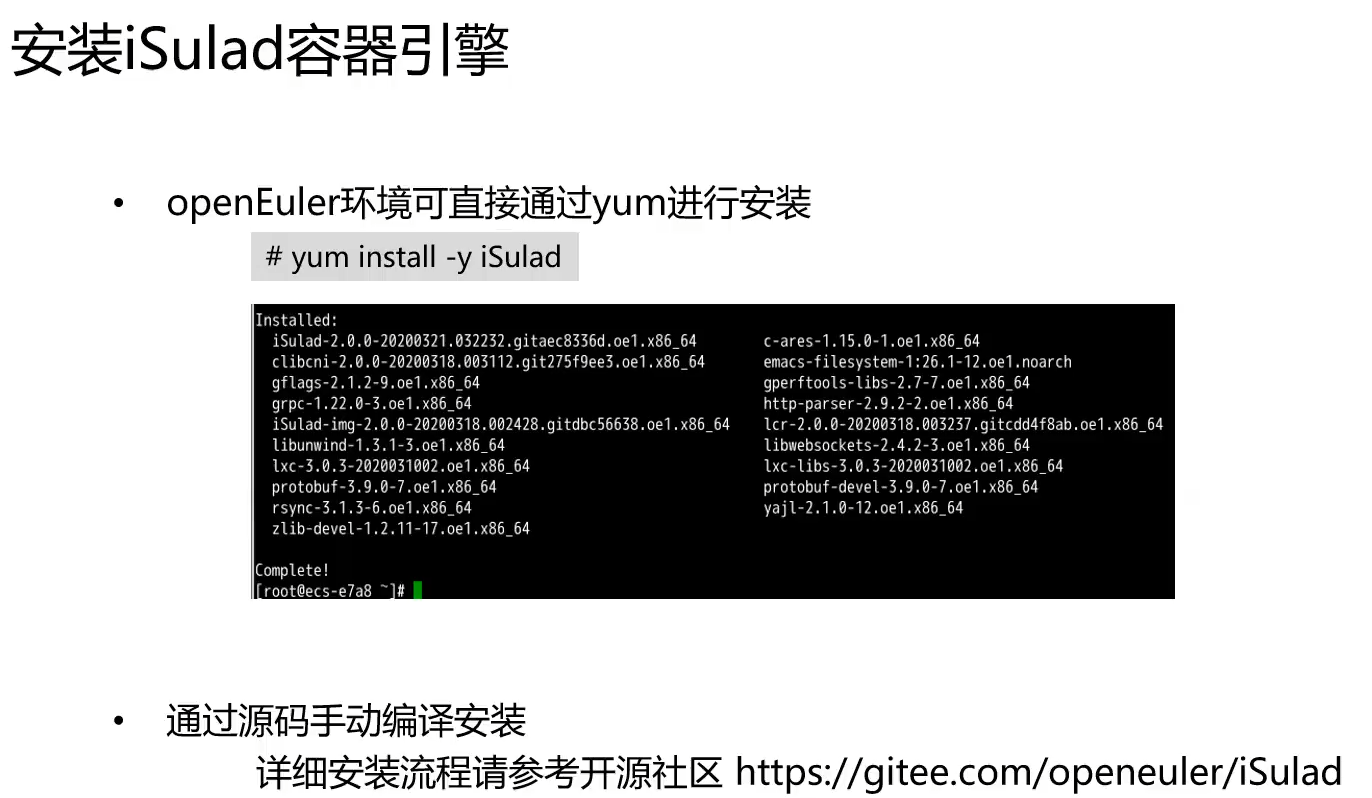 安装iSulad容器引擎
• openEuler环境可直接通过yum进行安装
# yum install -y iSulad
Installed:
iSulad-2.0.0-20200321.032232.gitaec8336d.oe1.x86_64 c-ares-1.15.0-1.oe1.x86_64
clibcni-2.0.0-20200318.003112.git275f9ee3.oe1.x86_64 emacs-filesystem-1:26.1-12.oe1.noarch
gflags-2.1.2-9.oe1.x86_64 gperftools-libs-2.7-7.oe1.x86_64
grpc-1.22.0-3.oe1.x86_64 http-parser-2.9.2-2.oe1.x86_64
iSulad-img-2.0.0-20200318.002428.gitdbc56638.oe1.x86_64 lcr-2.0.0-20200318.003237.gitcdd4f8ab.oe1.x86_64
libunwind-1.3.1-3.oe1.x86_64 libwebsockets-2.4.2-3.oe1.x86_64
lxc-3.0.3-2020031002.oe1.x86_64 lxc-libs-3.0.3-2020031002.oe1.x86_64
protobuf-3.9.0-7.oe1.x86_64 protobuf-devel-3.9.0-7.oe1.x86_64
rsync-3.1.3-6.oe1.x86_64 yajl-2.1.0-12.oe1.x86_64
zlib-devel-1.2.11-17.oe1.x86_64
Complete!
[root@ecs-e7a8 ~]#
• 通过源码手动编译安装
详细安装流程请参考开源社区 https://gitee.com/openeuler/iSulad